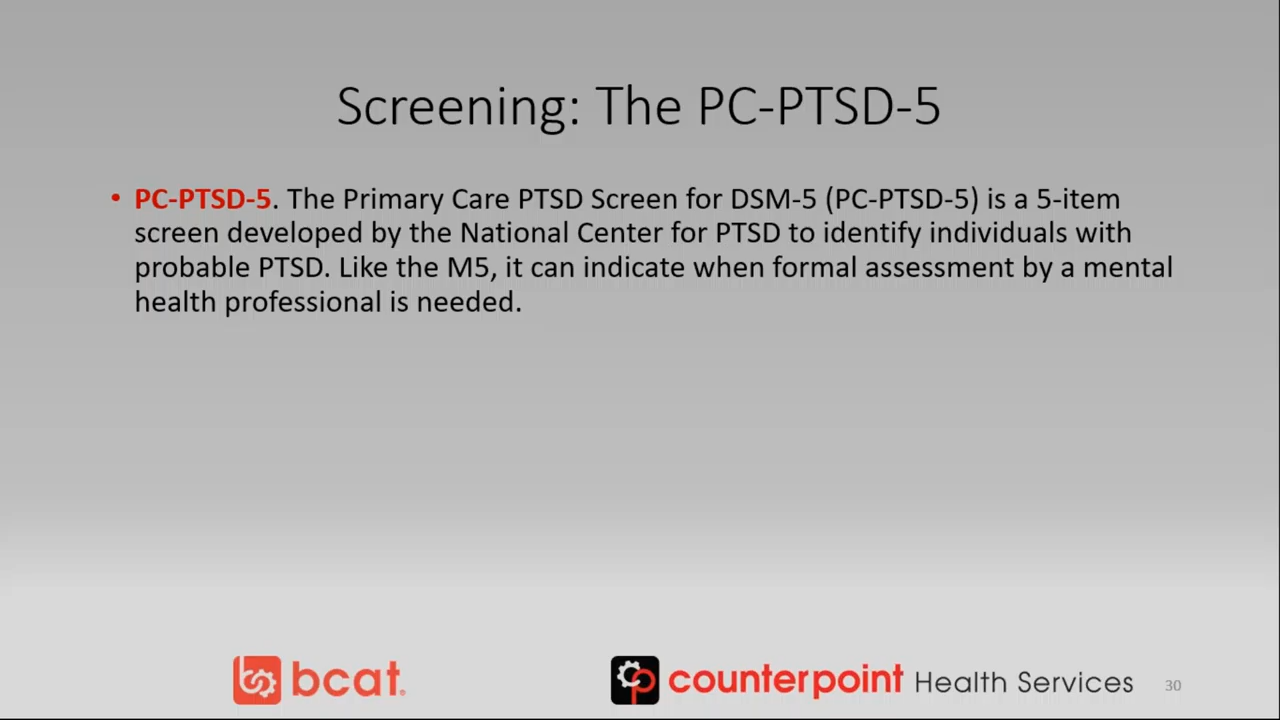 Screening: The PC-PTSD-5
• PC-PTSD-5. The Primary Care PTSD Screen for DSM-5 (PC-PTSD-5) is a 5-item
screen developed by the National Center for PTSD to identify individuals with
probable PTSD. Like the M5, it can indicate when formal assessment by a mental
health professional is needed.
bcat.
cp counterpoint Health Services 30